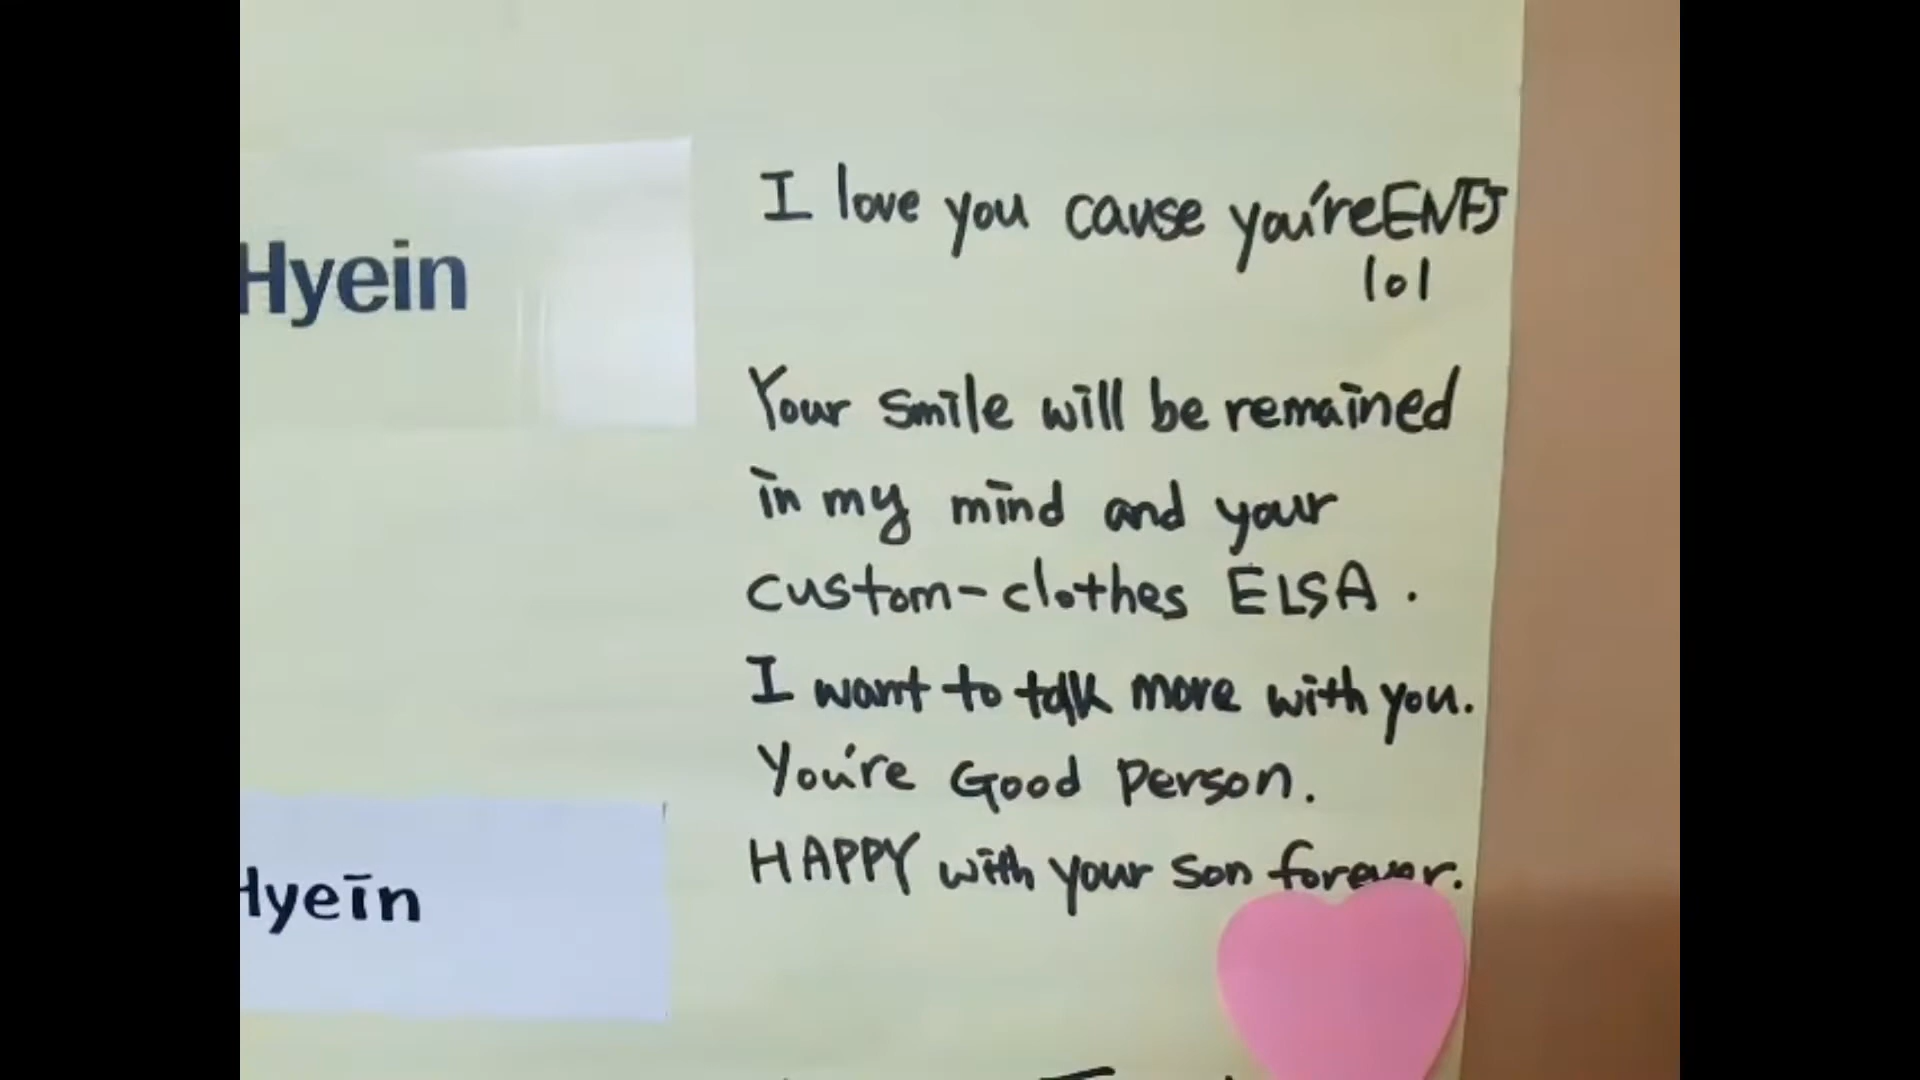 Hyein
I love you cause you're ENFJ
lol
Your smile will be remained
in my mind and your
custom-clothes ELSA.
I want to talk more with you.
You're Good person.
HAPPY with your son forever.
Hyein